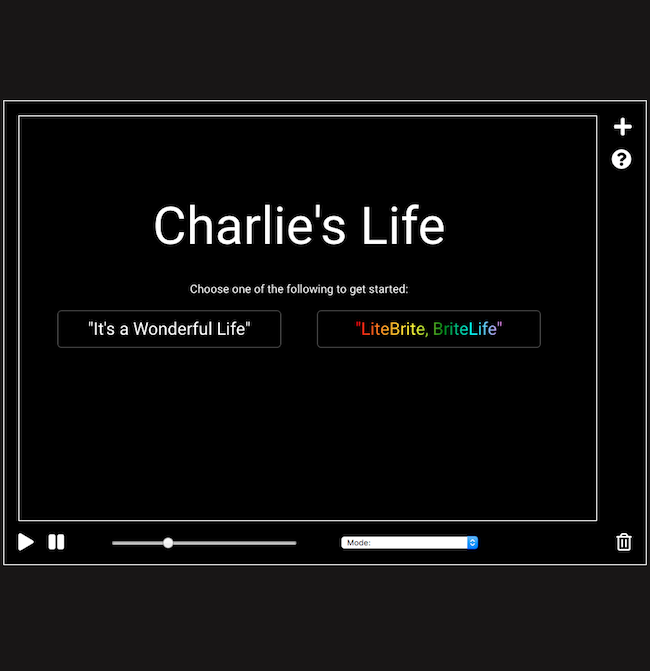 Charlie's Life
Choose one of the following to get started:
"It's a Wonderful Life"
"LiteBrite, BriteLife"
Mode: